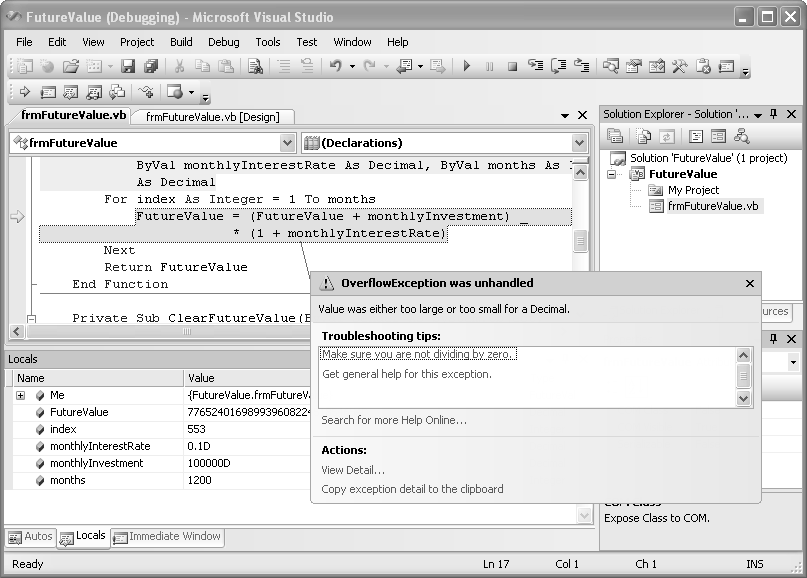 FutureValue (Debugging) - Microsoft Visual Studio
File Edit View Project Build Debug Tools Test Window Help
frmFutureValue.vb frmFutureValue.vb [Design]
frmFutureValue (Declarations)
ByVal monthlyInterestRate As Decimal, ByVal months As
As Decimal
For index As Integer = 1 To months
FutureValue = (FutureValue + monthlyInvestment) _
* (1 + monthlyInterestRate)
Next
Return FutureValue
End Function
Private Sub ClearFutureValue(
Solution Explorer - Solution '...
Solution 'FutureValue' (1 project)
FutureValue
My Project
frmFutureValue.vb
OverflowException was unhandled
Value was either too large or too small for a Decimal.
Troubleshooting tips:
Make sure you are not dividing by zero.
Get general help for this exception.
Search for more Help Online...
Actions:
View Detail...
Copy exception detail to the clipboard
Locals
Name Value
Me {FutureValue.frmFutureV
FutureValue 77652401698993960822
index 553
monthlyInterestRate 0.1D
monthlyInvestment 100000D
months 1200
Expose Class to COM.
Autos Locals Immediate Window
Ready Ln 17 Col 1 Ch 1 INS